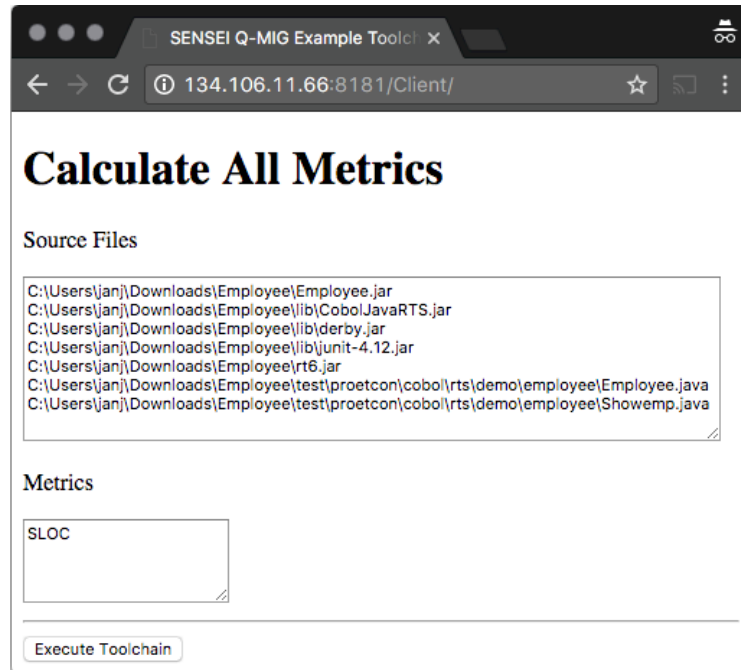 SENSEI Q-MIG Example Toolch
134.106.11.66:8181/Client/
Calculate All Metrics
Source Files
C:\Users\janj\Downloads\Employee\Employee.jar
C:\Users\janj\Downloads\Employee\lib\CobolJavaRTS.jar
C:\Users\janj\Downloads\Employee\lib\derby.jar
C:\Users\janj\Downloads\Employee\lib\junit-4.12.jar
C:\Users\janj\Downloads\Employee\rt6.jar
C:\Users\janj\Downloads\Employee\test\proetcon\cobol\rts\demo\employee\Employee.java
C:\Users\janj\Downloads\Employee\test\proetcon\cobol\rts\demo\employee\Showemp.java
Metrics
SLOC
Execute Toolchain